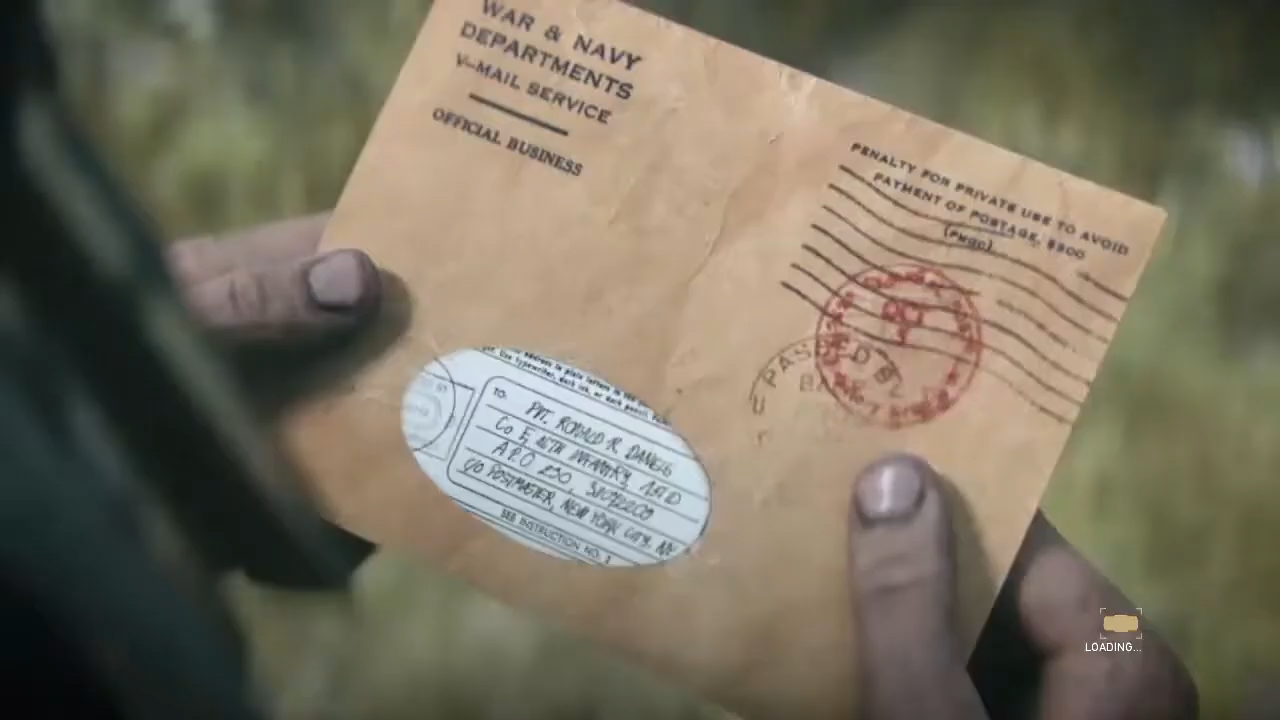 WAR & NAVY
DEPARTMENTS
V-MAIL SERVICE
OFFICIAL BUSINESS
PENALTY FOR PRIVATE USE TO AVOID
PAYMENT OF POSTAGE, $300
(PMGC)
PASSED BY
TO:
PVT. RONALD R. DANIELS
Co E, 16TH INFANTRY, 1ST ID
A.P.O
c/o POSTMASTER, NEW YORK CITY, NY
SEE INSTRUCTION NO. 1
LOADING...